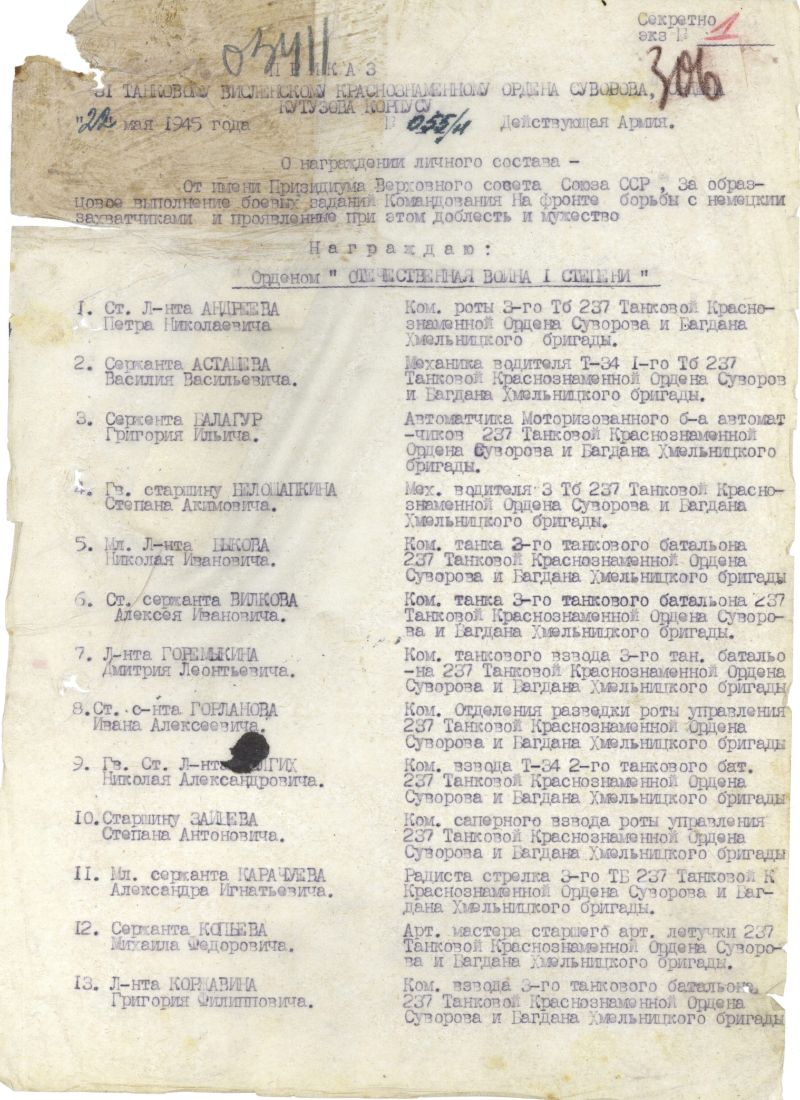 Секретно
экз № 1
03411
306
ПРИКАЗ
31 ТАНКОВОМУ ВИСЛЕНСКОМУ КРАСНОЗНАМЕННОМУ ОРДЕНА СУВОРОВА,
КУТУЗОВА КОРПУСУ
"22" мая 1945 года № 055/н Действующая Армия.
О награждении личного состава -
От имени Призидиума Верховного совета Союза ССР , За образ-
цовое выполнение боевых заданий Командования На фронте борьбы с немецкии
захватчиками и проявленные при этом доблесть и мужество
Награждаю:
Орденом " ОТЕЧЕСТВЕННАЯ ВОИНА I СТЕПЕНИ "
I. Ст. Л-нта АНДРЕЕВА
Петра Николаевича
Ком. роты 3-го Тб 237 Танковой Красно-
знаменной Ордена Суворова и Багдана
Хмельницкого бригады.
2. Сержанта АСТАШЕВА
Василия Васильевича.
Механика водителя Т-34 I-го Тб 237
Танковой Краснознаменной Ордена Суворов
и Багдана Хмельницкого бригады.
3. Сержента БАЛАГУР
Григория Ильича.
Автоматчика Моторизованного б-а автомат
-чиков 237 Танковой Краснознаменной
Ордена Суворова и Багдана Хмельницкого
бригады.
4. Гв. старшину БЕЛОШАПКИНА
Степана Акимовича.
Мех. водителя 3 Тб 237 Танковой Красно-
знаменной Ордена Суворова и Багдана
Хмельницкого бригады.
5. Мл. Л-нта БЫКОВА
Николая Ивановича.
Ком. танка 3-го танкового батальона
237 Танковой Краснознаменной Ордена
Суворова и Багдана Хмельницкого бригады
6. Ст. сержанта ВИЛКОВА
Алексея Ивановича.
Ком. танка 3-го танкового батальона 237
Танковой Краснознаменной Ордена Суворо-
ва и Багдана Хмельницкого бригады.
7. Л-нта ГОРЕМЫКИНА
Дмитрия Леонтьевича.
Ком. танкового взвода 3-го тан. батальо
-на 237 Танковой Краснознаменной Ордена
Суворова и Багдана Хмельницкого бригады
8.Ст. с-нта ГОРЛАНОВА
Ивана Алексеевича.
Ком. Отделения разведки роты управления
237 Танковой Краснознаменной Ордена
Суворова и Багдана Хмельницкого бригады
9. Гв. Ст. Л-нта
Николая Александровича.
Ком. взвода Т-34 2-го танкового бат.
237 Танковой Краснознаменной Ордена
Суворова и Багдана Хмельницкого бригады
IO.Старшину ЗАЙЦЕВА
Степана Антоновича.
Ком. саперного взвода роты управления
237 Танковой Краснознаменной Ордена
Суворова и Багдана Хмельницкого бригады
II. Мл. сержанта КАРАЧУЕВА
Александра Игнатьевича.
Радиста стрелка 3-го ТБ 237 Танковой К
Краснознаменной Ордена Суворова и Баг-
дана Хмельницкого бригады.
I2. Сержанта КОПЬЕВА
Михаила Федоровича.
Арт. мастера старшего арт. летучки 237
Танковой Краснознаменной Ордена Суворо-
ва и Багдана Хмельницкого бригады.
I3. Л-нта КОРЖАВИНА
Григория Филипповича.
Ком. взвода 3-го танкового батальона
237 Танковой Краснознаменной Ордена
Суворова и Багдана Хмельницкого бригады